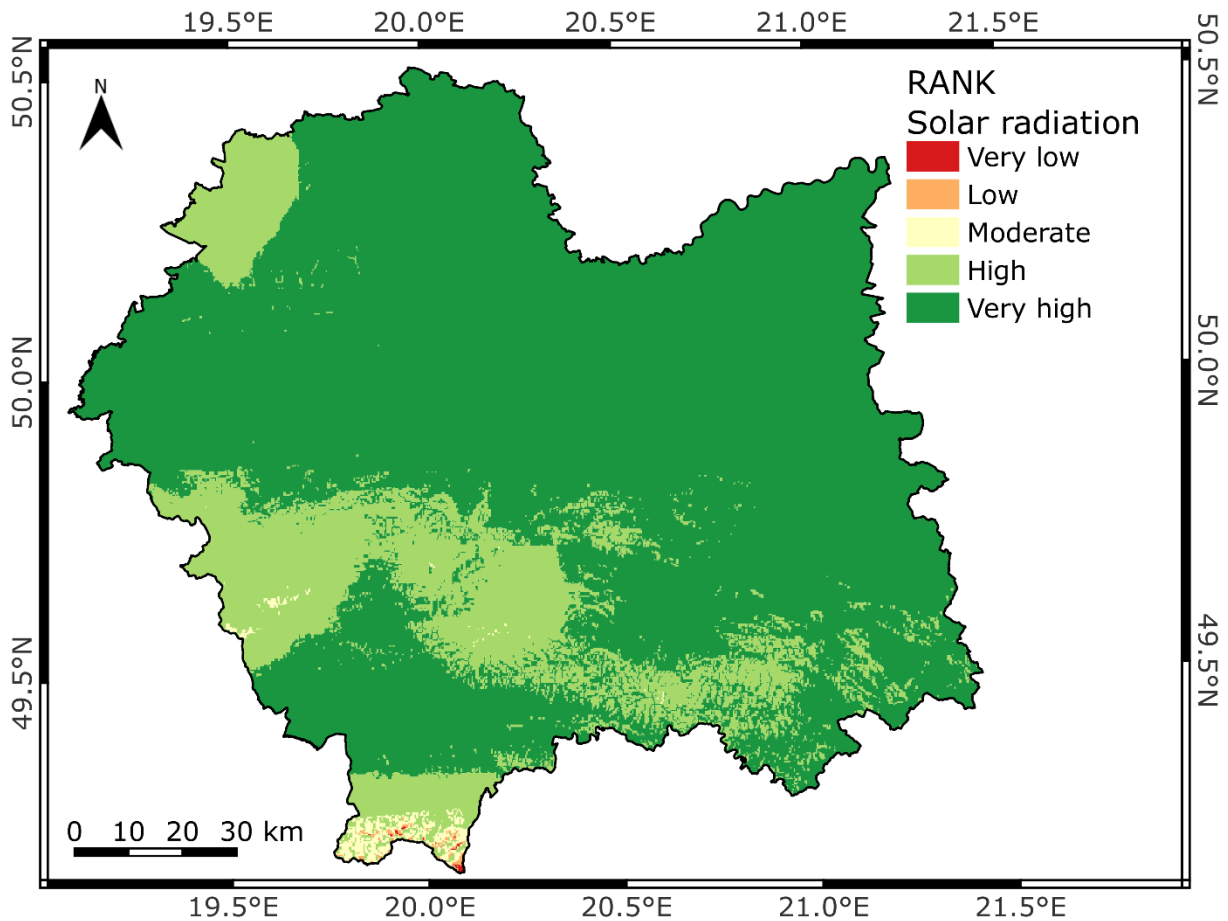 19.5°E 20.0°E 20.5°E 21.0°E 21.5°E
50.5°N
50.5°N
N
RANK
Solar radiation
Very low
Low
Moderate
High
Very high
50.0°N
50.0°N
49.5°N
49.5°N
0 10 20 30 km
19.5°E 20.0°E 20.5°E 21.0°E 21.5°E